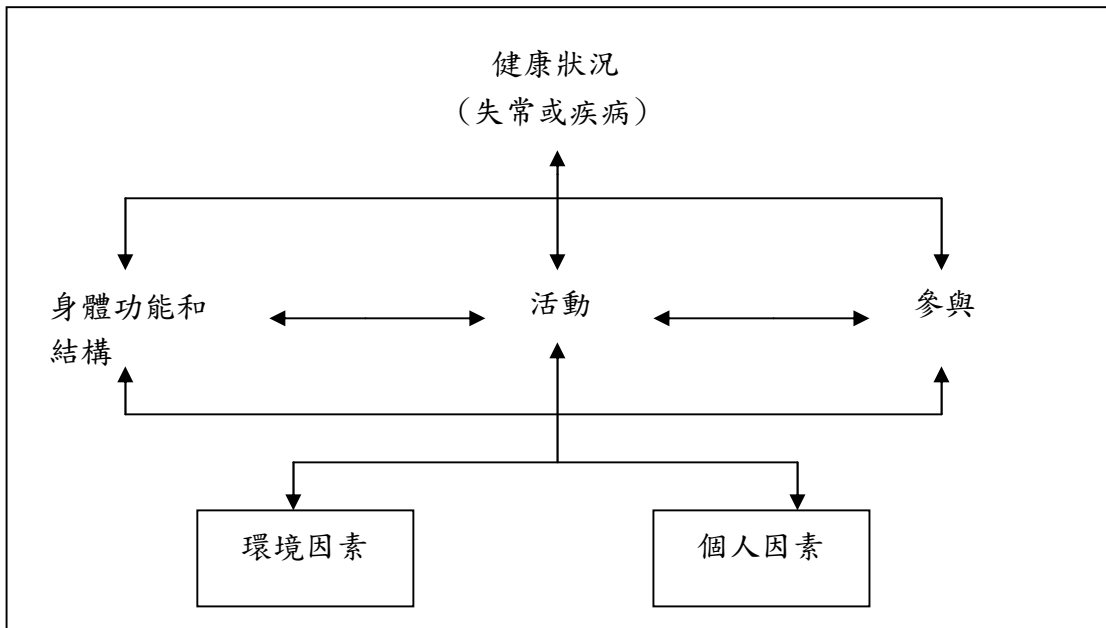 健康狀況
（失常或疾病）
身體功能和
結構
活動
參與
環境因素
個人因素